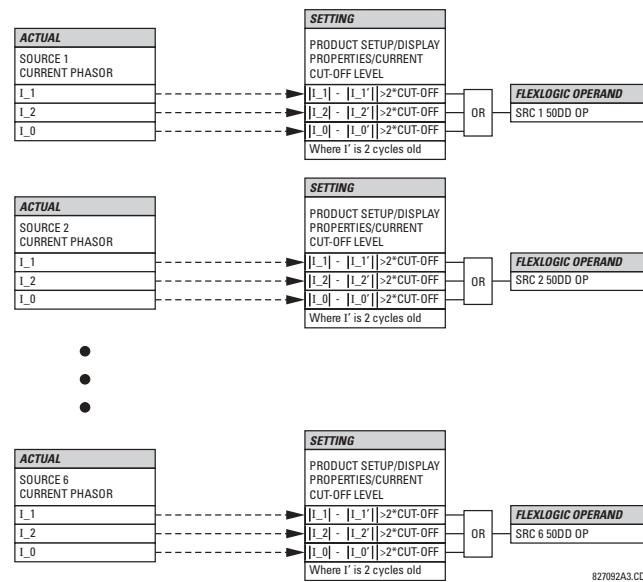 SETTING
ACTUAL
PRODUCT SETUP/DISPLAY
SOURCE 1
PROPERTIES/CURRENT
CURRENT PHASOR
CUT-OFF LEVEL
I_1
||I_1| - |I_1'||>2*CUT-OFF
FLEXLOGIC OPERAND
I_2
||I_2| - |I_2'||>2*CUT-OFF
OR
SRC 1 50DD OP
I_0
||I_0| - |I_0'||>2*CUT-OFF
Where I' is 2 cycles old
SETTING
ACTUAL
PRODUCT SETUP/DISPLAY
SOURCE 2
PROPERTIES/CURRENT
CURRENT PHASOR
CUT-OFF LEVEL
I_1
||I_1| - |I_1'||>2*CUT-OFF
FLEXLOGIC OPERAND
I_2
||I_2| - |I_2'||>2*CUT-OFF
OR
SRC 2 50DD OP
I_0
||I_0| - |I_0'||>2*CUT-OFF
Where I' is 2 cycles old
SETTING
ACTUAL
PRODUCT SETUP/DISPLAY
SOURCE 6
PROPERTIES/CURRENT
CURRENT PHASOR
CUT-OFF LEVEL
I_1
||I_1| - |I_1'||>2*CUT-OFF
FLEXLOGIC OPERAND
I_2
||I_2| - |I_2'||>2*CUT-OFF
OR
SRC 6 50DD OP
I_0
||I_0| - |I_0'||>2*CUT-OFF
Where I' is 2 cycles old